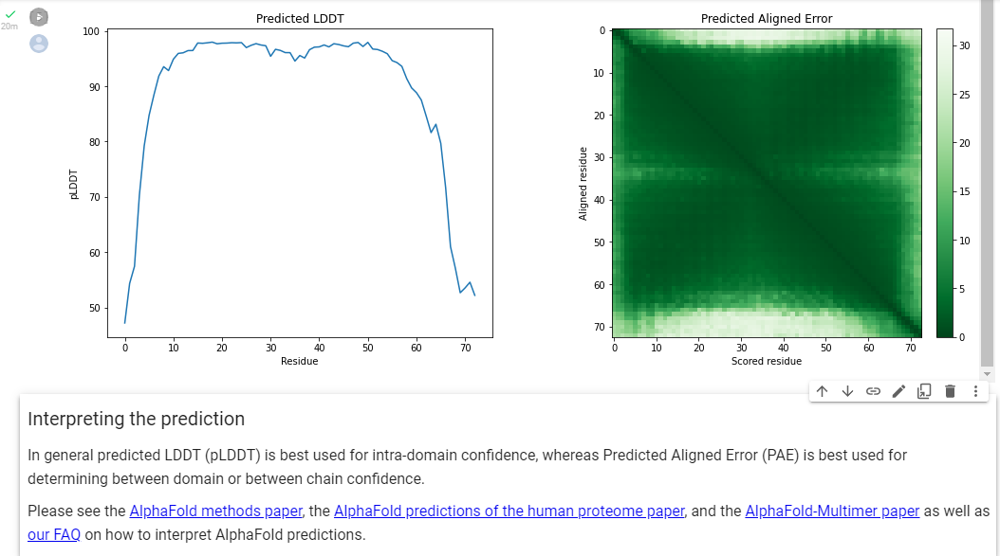 20m
Predicted LDDT
100
90
80
70
60
50
pLDDT
0 10 20 30 40 50 60 70
Residue
Predicted Aligned Error
0
10
20
30
40
50
60
70
Aligned residue
0 10 20 30 40 50 60 70
Scored residue
30
25
20
15
10
5
0
Interpreting the prediction
In general predicted LDDT (pLDDT) is best used for intra-domain confidence, whereas Predicted Aligned Error (PAE) is best used for
determining between domain or between chain confidence.
Please see the AlphaFold methods paper, the AlphaFold predictions of the human proteome paper, and the AlphaFold-Multimer paper as well as
our FAQ on how to interpret AlphaFold predictions.